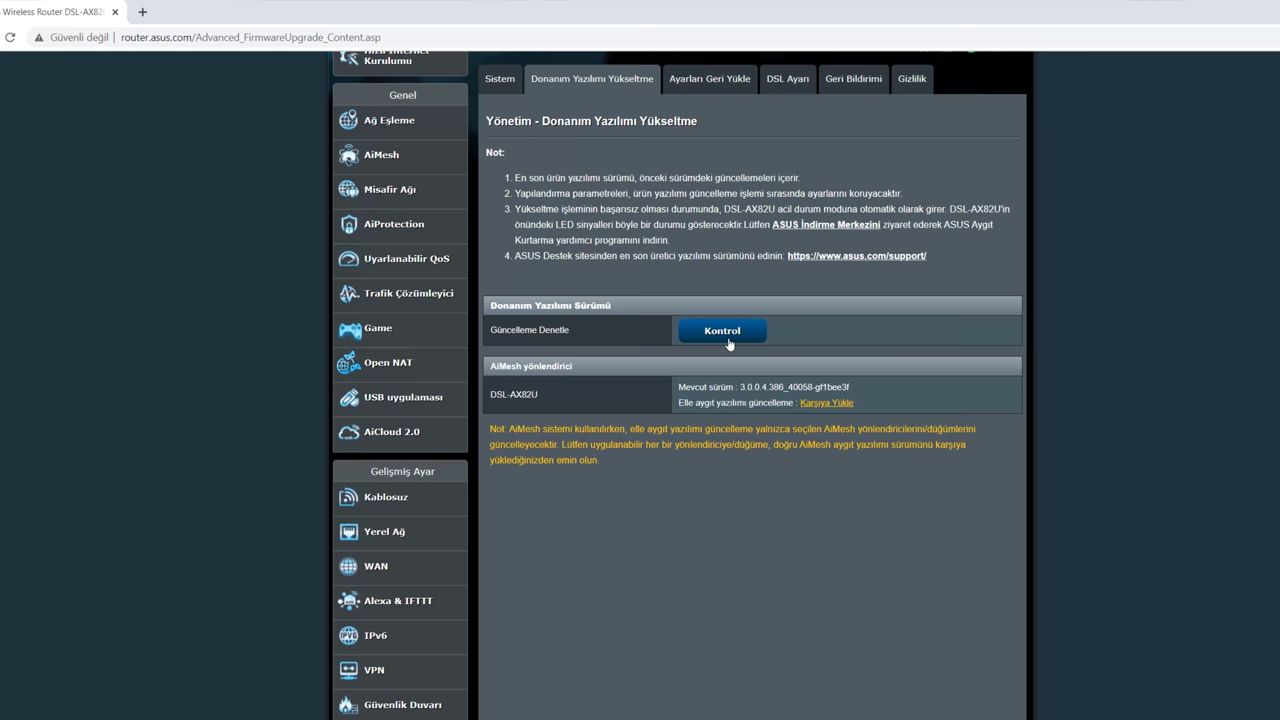 Wireless Router DSL-AX82U
Güvenli değil | router.asus.com/Advanced_FirmwareUpgrade_Content.asp
Hızlı İnternet
Kurulumu
Genel
Ağ Eşleme
AiMesh
Misafir Ağı
AiProtection
Uyarlanabilir QoS
Trafik Çözümleyici
Game
Open NAT
USB uygulaması
AiCloud 2.0
Gelişmiş Ayar
Kablosuz
Yerel Ağ
WAN
Alexa & IFTTT
IPv6
VPN
Güvenlik Duvarı
Sistem Donanım Yazılımı Yükseltme Ayarları Geri Yükle DSL Ayarı Geri Bildirimi Gizlilik
Yönetim - Donanım Yazılımı Yükseltme
Not:
1. En son ürün yazılımı sürümü, önceki sürümdeki güncellemeleri içerir.
2. Yapılandırma parametreleri, ürün yazılımı güncelleme işlemi sırasında ayarlarını koruyacaktır.
3. Yükseltme işleminin başarısız olması durumunda, DSL-AX82U acil durum moduna otomatik olarak girer. DSL-AX82U'in
önündeki LED sinyalleri böyle bir durumu gösterecektir.Lütfen ASUS İndirme Merkezini ziyaret ederek ASUS Aygıt
Kurtarma yardımcı programını indirin.
4. ASUS Destek sitesinden en son üretici yazılımı sürümünü edinin: https://www.asus.com/support/
Donanım Yazılımı Sürümü
Güncelleme Denetle Kontrol
AiMesh yönlendirici
DSL-AX82U
Mevcut sürüm : 3.0.0.4.386_40058-gf1bee3f
Elle aygıt yazılımı güncelleme : Karşıya Yükle
Not: AiMesh sistemi kullanılırken, elle aygıt yazılımı güncelleme yalnızca seçilen AiMesh yönlendiricilerini/düğümlerini
güncelleyecektir. Lütfen uygulanabilir her bir yönlendiriciye/düğüme, doğru AiMesh aygıt yazılımı sürümünü karşıya
yüklediğinizden emin olun.